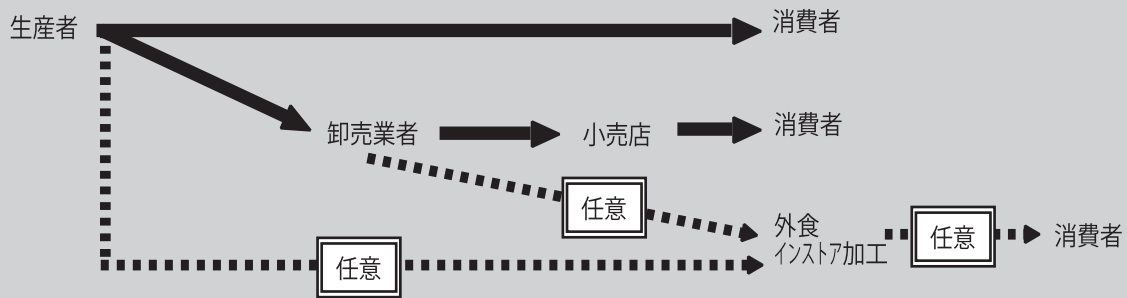 生産者
消費者
卸売業者
小売店
消費者
任意
外食
インストア加工
任意
消費者
任意